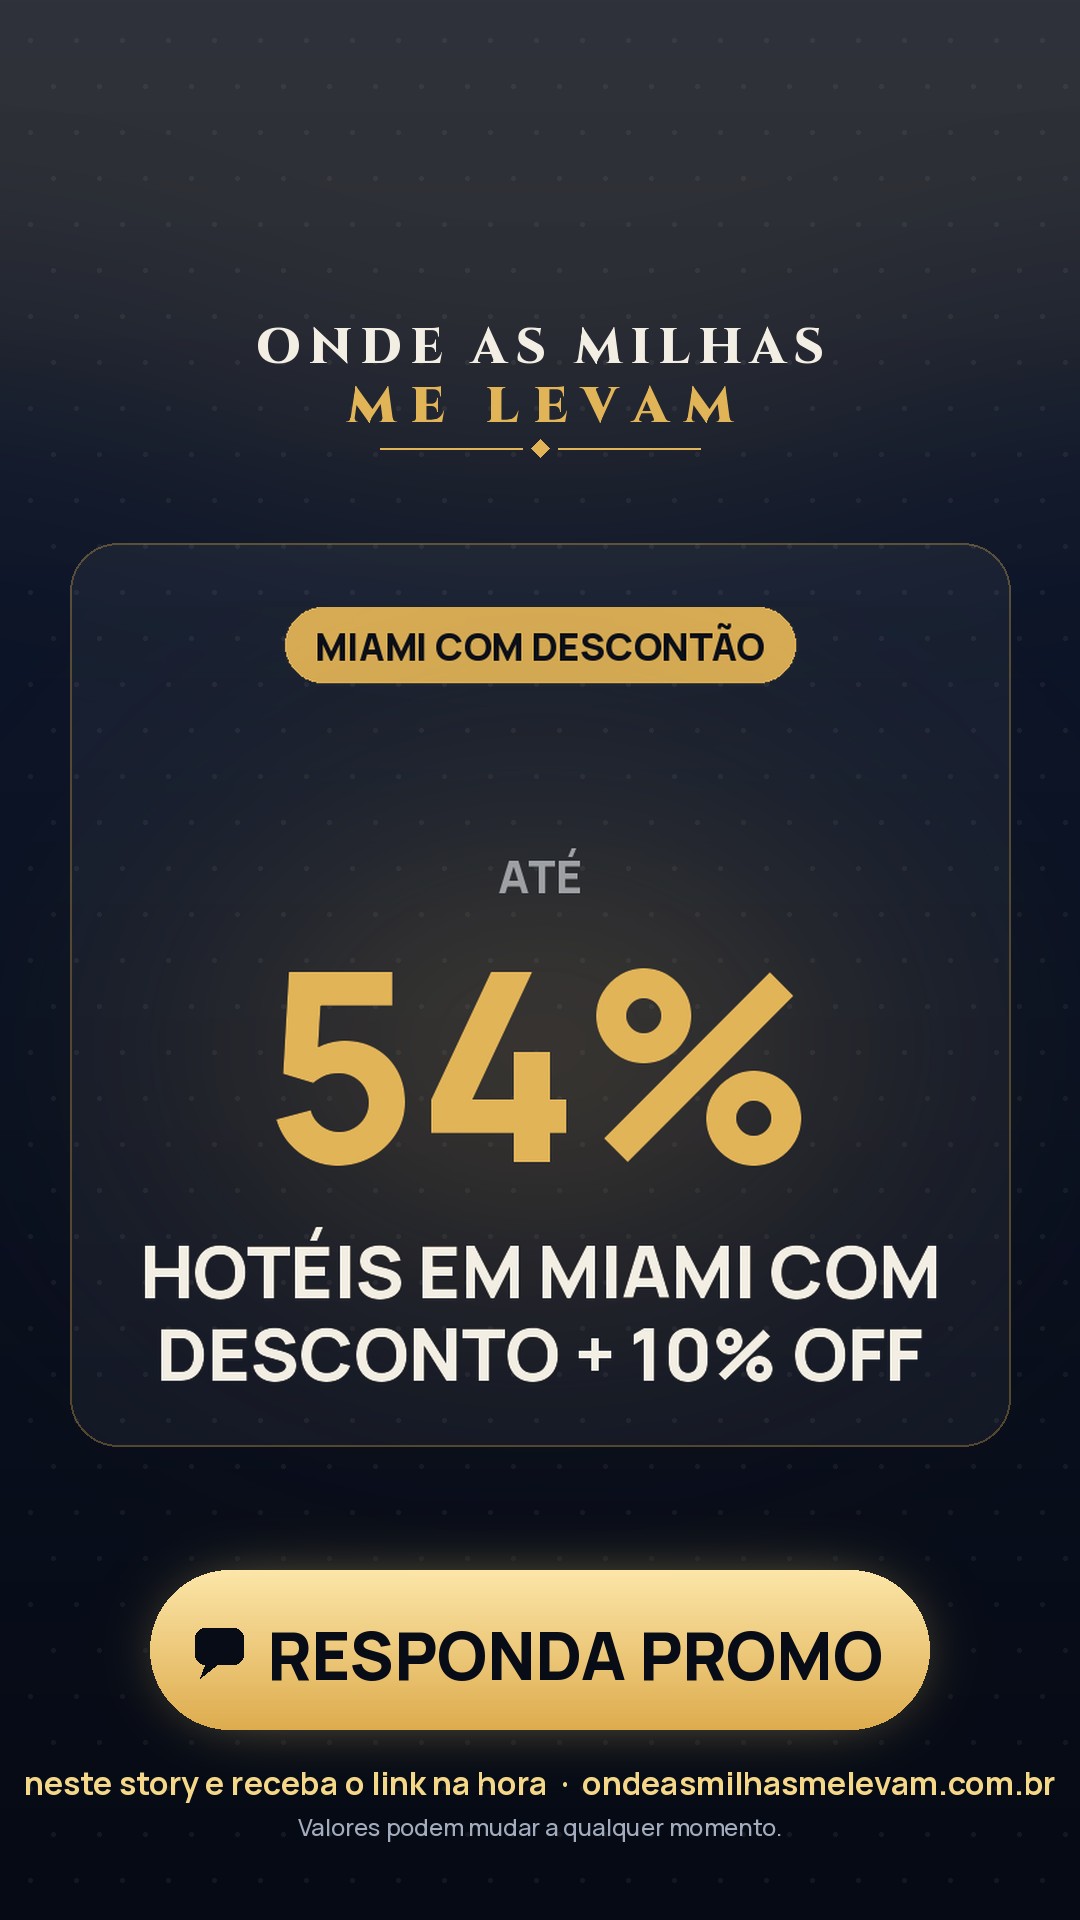 ONDE AS MILHAS
ME LEVAM
MIAMI COM DESCONTÃO
ATÉ
54%
HOTÉIS EM MIAMI COM
DESCONTO + 10% OFF
RESPONDA PROMO
neste story e receba o link na hora · ondeasmilhasmelevam.com.br
Valores podem mudar a qualquer momento.